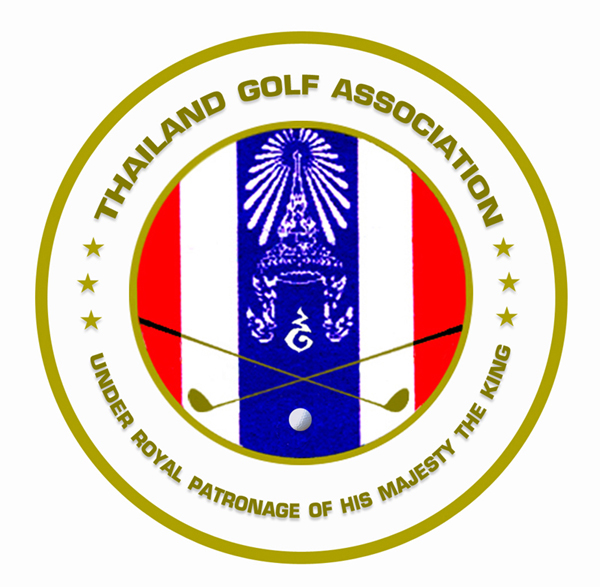 THAILAND GOLF ASSOCIATION
UNDER ROYAL PATRONAGE OF HIS MAJESTY THE KING